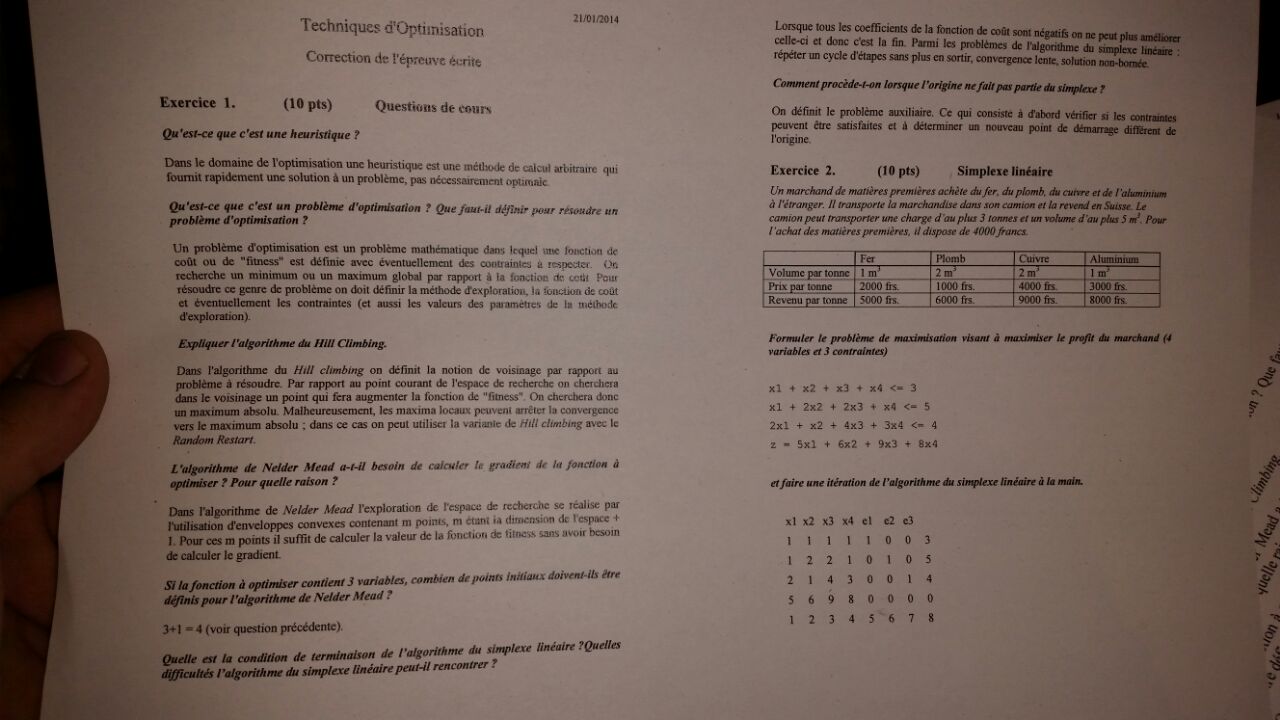 Techniques d'Optimisation
21/01/2014
Correction de l'épreuve écrite
Exercice 1. (10 pts) Questions de cours
Qu'est-ce que c'est une heuristique ?
Dans le domaine de l'optimisation une heuristique est une méthode de calcul arbitraire qui
fournit rapidement une solution à un problème, pas nécessairement optimale.
Qu'est-ce que c'est un problème d'optimisation ? Que faut-il définir pour résoudre un
problème d'optimisation ?
Un problème d'optimisation est un problème mathématique dans lequel une fonction de
coût ou de "fitness" est définie avec éventuellement des contraintes à respecter. On
recherche un minimum ou un maximum global par rapport à la fonction de coût Pour
résoudre ce genre de problème on doit définir la méthode d'exploration, la fonction de coût
et éventuellement les contraintes (et aussi les valeurs des paramètres de la méthode
d'exploration).
Expliquer l'algorithme du Hill Climbing.
Dans l'algorithme du Hill climbing on définit la notion de voisinage par rapport au
problème à résoudre. Par rapport au point courant de l'espace de recherche on cherchera
dans le voisinage un point qui fera augmenter la fonction de "fitness". On cherchera donc
un maximum absolu. Malheureusement, les maxima locaux peuvent arrêter la convergence
vers le maximum absolu ; dans ce cas on peut utiliser la variante de Hill climbing avec le
Random Restart.
L'algorithme de Nelder Mead a-t-il besoin de calculer le gradient de la fonction à
optimiser ? Pour quelle raison ?
Dans l'algorithme de Nelder Mead l'exploration de l'espace de recherche se réalise par
l'utilisation d'enveloppes convexes contenant m points, m étant la dimension de l'espace +
1. Pour ces m points il suffit de calculer la valeur de la fonction de fitness sans avoir besoin
de calculer le gradient.
Si la fonction à optimiser contient 3 variables, combien de points initiaux doivent-ils être
définis pour l'algorithme de Nelder Mead ?
3+1 = 4 (voir question précédente).
Quelle est la condition de terminaison de l'algorithme du simplexe linéaire ?Quelles
difficultés l'algorithme du simplexe linéaire peut-il rencontrer ?
Lorsque tous les coefficients de la fonction de coût sont négatifs on ne peut plus améliorer
celle-ci et donc c'est la fin. Parmi les problèmes de l'algorithme du simplexe linéaire :
répéter un cycle d'étapes sans plus en sortir, convergence lente, solution non-bornée.
Comment procède-t-on lorsque l'origine ne fait pas partie du simplexe ?
On définit le problème auxiliaire. Ce qui consiste à d'abord vérifier si les contraintes
peuvent être satisfaites et à déterminer un nouveau point de démarrage différent de
l'origine.
Exercice 2. (10 pts) Simplexe linéaire
Un marchand de matières premières achète du fer, du plomb, du cuivre et de l'aluminium
à l'étranger. Il transporte la marchandise dans son camion et la revend en Suisse. Le
camion peut transporter une charge d'au plus 3 tonnes et un volume d'au plus 5 m³. Pour
l'achat des matières premières, il dispose de 4000 francs.
Fer Plomb Cuivre Aluminium
Volume par tonne 1 m³ 2 m³ 2 m³ 1 m³
Prix par tonne 2000 frs. 1000 frs. 4000 frs. 3000 frs.
Revenu par tonne 5000 frs. 6000 frs. 9000 frs. 8000 frs.
Formuler le problème de maximisation visant à maximiser le profit du marchand (4
variables et 3 contraintes)
x1 + x2 + x3 + x4 <= 3
x1 + 2x2 + 2x3 + x4 <= 5
2x1 + x2 + 4x3 + 3x4 <= 4
z = 5x1 + 6x2 + 9x3 + 8x4
et faire une itération de l'algorithme du simplexe linéaire à la main.
x1 x2 x3 x4 e1 e2 e3
1 1 1 1 1 0 0 3
1 2 2 1 0 1 0 5
2 1 4 3 0 0 1 4
5 6 9 8 0 0 0 0
1 2 3 4 5 6 7 8
Climbing
Mead a